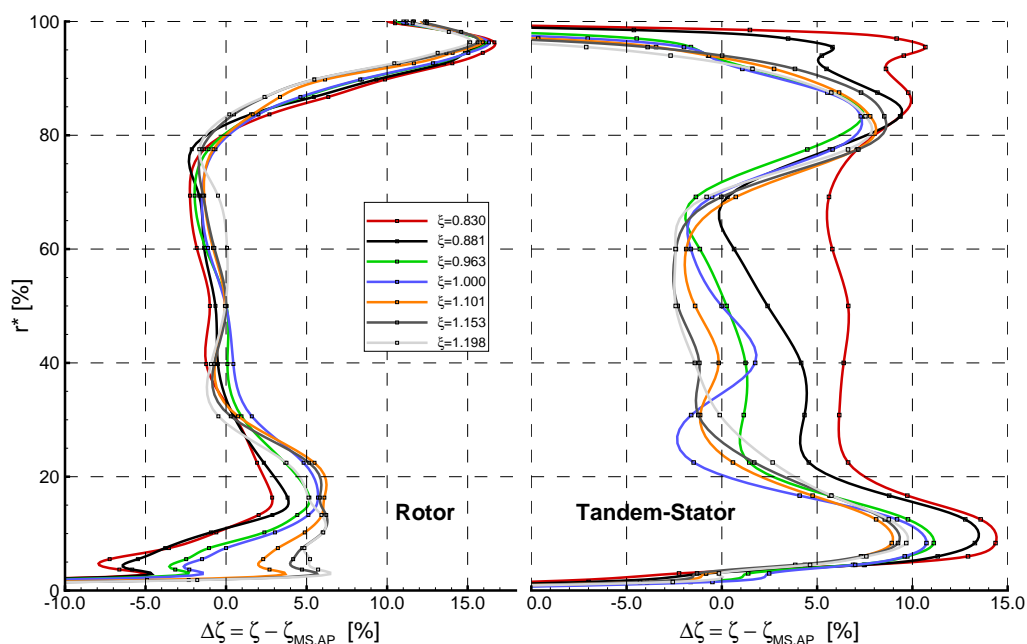 r* [%]
100
80
60
40
20
0
ξ=0.830
ξ=0.881
ξ=0.963
ξ=1.000
ξ=1.101
ξ=1.153
ξ=1.198
Rotor
Tandem-Stator
-10.0 -5.0 0.0 5.0 10.0 15.0
0.0 -5.0 0.0 5.0 10.0 15.0
Δζ = ζ − ζMS,AP [%]
Δζ = ζ − ζMS,AP [%]